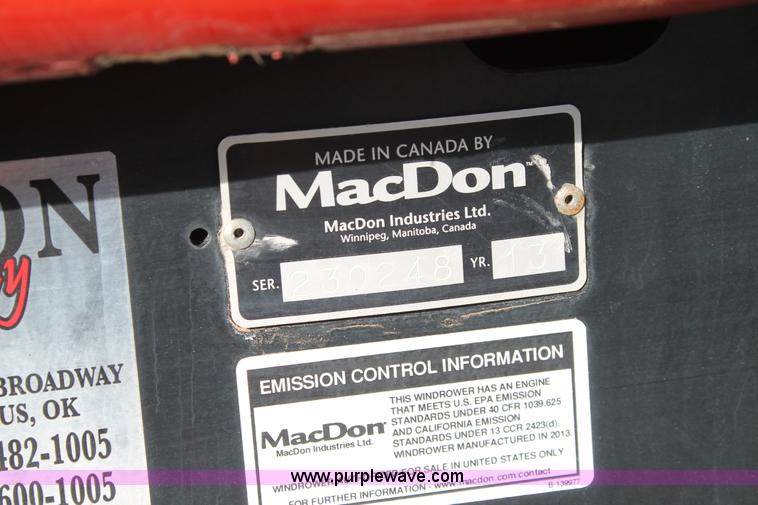 MADE IN CANADA BY
MacDon™
MacDon Industries Ltd.
Winnipeg, Manitoba, Canada
SER. 230248 YR. 13
ON
BROADWAY
US, OK
482-1005
600-1005
EMISSION CONTROL INFORMATION
MacDon
MacDon Industries Ltd.
THIS WINDROWER HAS AN ENGINE
THAT MEETS U.S. EPA EMISSION
STANDARDS UNDER 40 CFR 1039.625
AND CALIFORNIA EMISSION
STANDARDS UNDER 13 CCR 2423(d).
WINDROWER MANUFACTURED IN 2013.
WINDROWER FOR SALE IN UNITED STATES ONLY
FOR FURTHER INFORMATION - www.macdon.com/contact
B 139977
www.purplewave.com